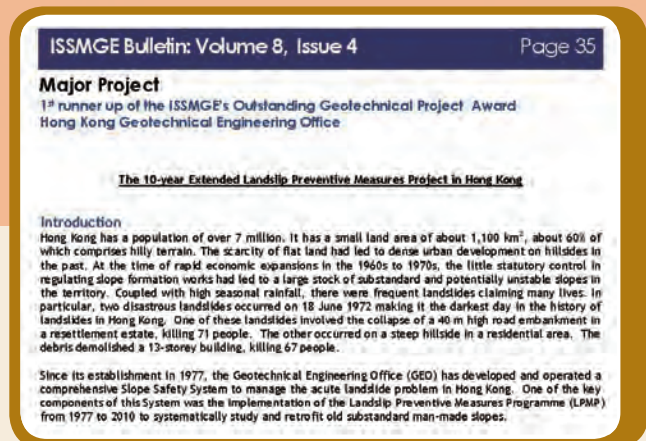 ISSMGE Bulletin: Volume 8, Issue 4 Page 35
Major Project
1st runner up of the ISSMGE's Outstanding Geotechnical Project Award
Hong Kong Geotechnical Engineering Office
The 10-year Extended Landslip Preventive Measures Project in Hong Kong
Introduction
Hong Kong has a population of over 7 million. It has a small land area of about 1,100 km², about 60% of
which comprises hilly terrain. The scarcity of flat land had led to dense urban development on hillsides in
the past. At the time of rapid economic expansions in the 1960s to 1970s, the little statutory control in
regulating slope formation works had led to a large stock of substandard and potentially unstable slopes in
the territory. Coupled with high seasonal rainfall, there were frequent landslides claiming many lives. In
particular, two disastrous landslides occurred on 18 June 1972 making it the darkest day in the history of
landslides in Hong Kong. One of these landslides involved the collapse of a 40 m high road embankment in
a resettlement estate, killing 71 people. The other occurred on a steep hillside in a residential area. The
debris demolished a 13-storey building, killing 67 people.
Since its establishment in 1977, the Geotechnical Engineering Office (GEO) has developed and operated a
comprehensive Slope Safety System to manage the acute landslide problem in Hong Kong. One of the key
components of this System was the implementation of the Landslip Preventive Measures Programme (LPMP)
from 1977 to 2010 to systematically study and retrofit old substandard man-made slopes.